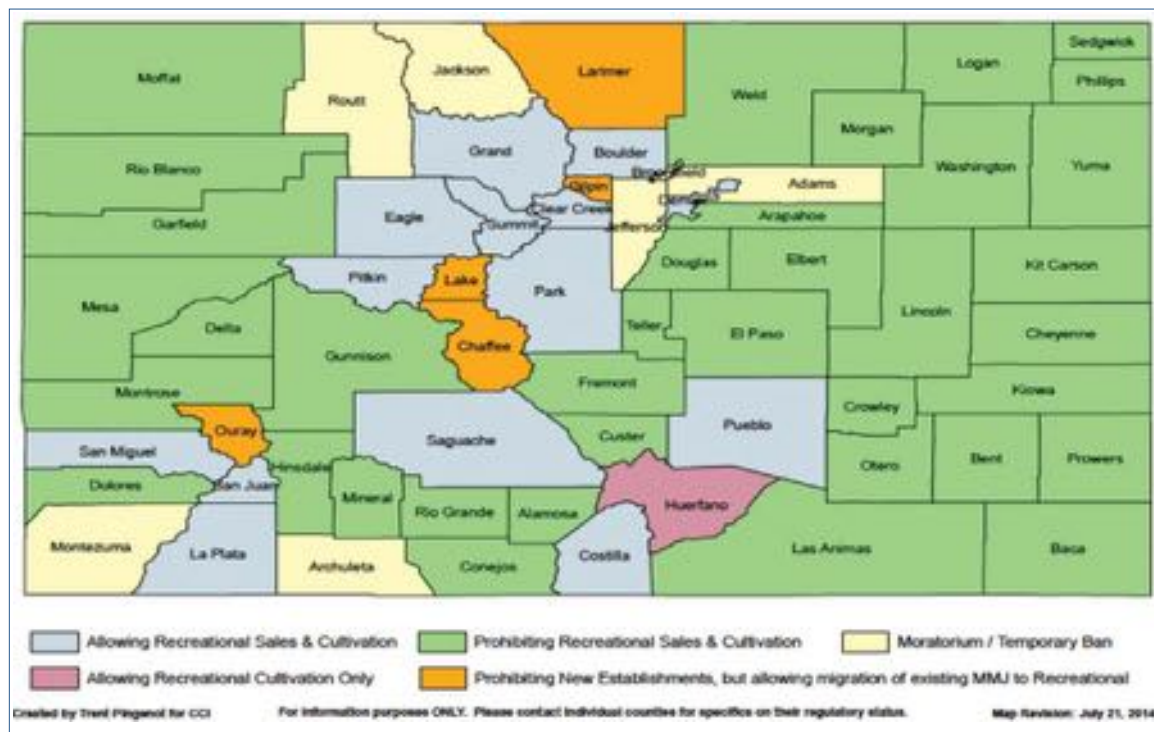 Moffat
Jackson
Larimer
Logan
Sedgwick
Phillips
Routt
Weld
Morgan
Grand
Boulder
Rio Blanco
Washington
Yuma
Gilpin
Adams
Eagle
Clear Creek
Garfield
Summit
Jefferson
Arapahoe
Douglas
Elbert
Kit Carson
Pitkin
Lake
Park
Mesa
Delta
Teller
El Paso
Lincoln
Cheyenne
Gunnison
Chaffee
Fremont
Montrose
Kiowa
Crowley
Ouray
Pueblo
San Miguel
Saguache
Custer
Otero
Bent
Prowers
Hinsdale
Dolores
San Juan
Mineral
Rio Grande
Alamosa
Huerfano
Montezuma
La Plata
Archuleta
Conejos
Costilla
Las Animas
Baca
Allowing Recreational Sales & Cultivation
Prohibiting Recreational Sales & Cultivation
Moratorium / Temporary Ban
Allowing Recreational Cultivation Only
Prohibiting New Establishments, but allowing migration of existing MMJ to Recreational
Created by Trent Pingenot for CCI
For information purposes ONLY. Please contact individual counties for specifics on their regulatory status.
Map Revision: July 21, 2014